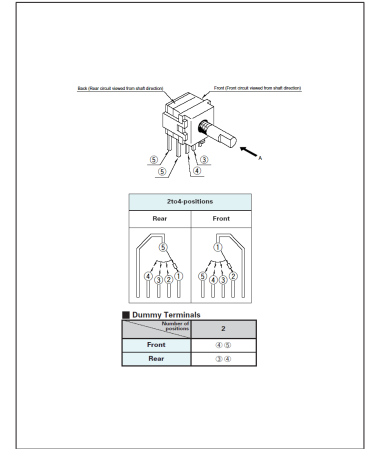 Back (Rear circuit viewed from shaft direction)
Front (Front circuit viewed from shaft direction)
A
⑤
③
⑤
④
2to4-positions
Rear
Front
⑤
①
④ ③ ② ①
⑤ ④ ③ ②
■ Dummy Terminals
Number of positions
2
Front
④ ⑤
Rear
③ ④